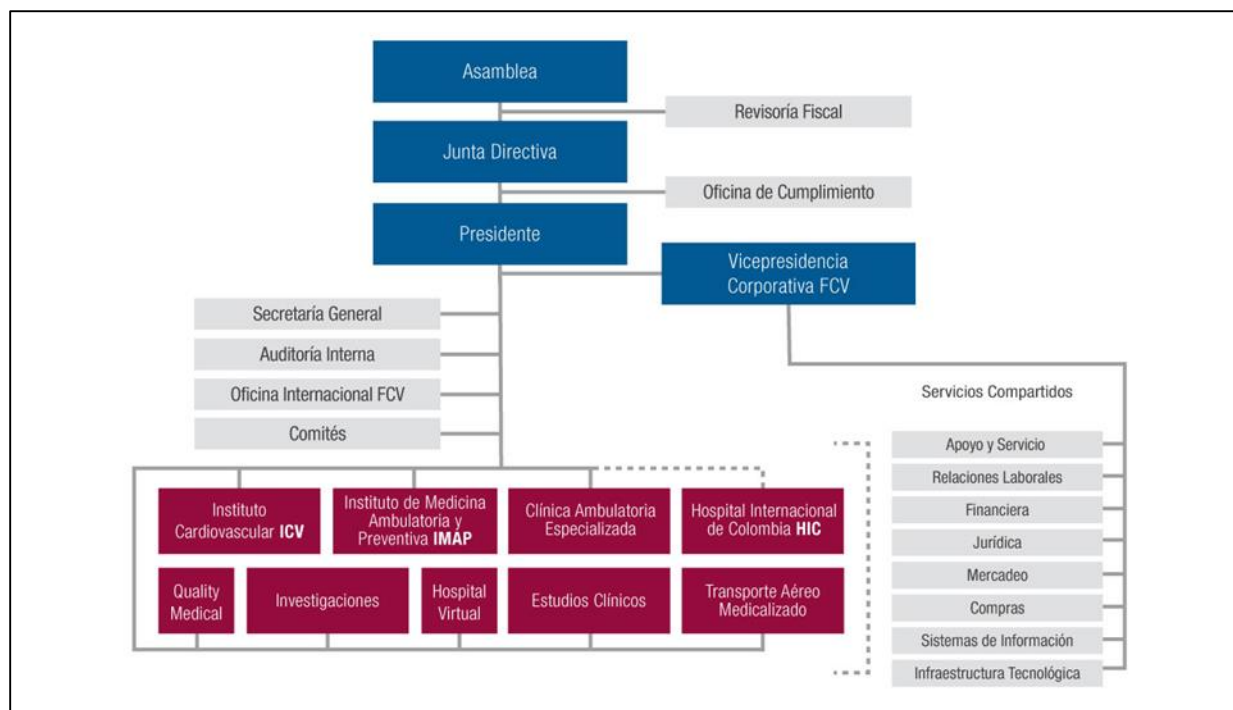 Asamblea
Revisoría Fiscal
Junta Directiva
Oficina de Cumplimiento
Presidente
Vicepresidencia
Corporativa FCV
Secretaría General
Auditoría Interna
Oficina Internacional FCV
Comités
Servicios Compartidos
Apoyo y Servicio
Relaciones Laborales
Financiera
Jurídica
Mercadeo
Compras
Sistemas de Información
Infraestructura Tecnológica
Instituto
Cardiovascular ICV
Instituto de Medicina
Ambulatoria y
Preventiva IMAP
Clínica Ambulatoria
Especializada
Hospital Internacional
de Colombia HIC
Quality
Medical
Investigaciones
Hospital
Virtual
Estudios Clínicos
Transporte Aéreo
Medicalizado